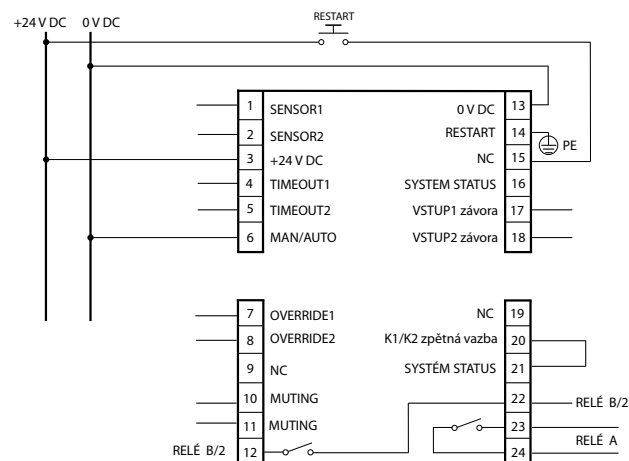 RESTART
+24 V DC 0 V DC
1 SENSOR1 0 V DC 13
2 SENSOR2 RESTART 14
PE
3 +24 V DC NC 15
4 TIMEOUT1 SYSTEM STATUS 16
5 TIMEOUT2 VSTUP1 závora 17
6 MAN/AUTO VSTUP2 závora 18
7 OVERRIDE1 NC 19
8 OVERRIDE2 K1/K2 zpětná vazba 20
9 NC SYSTÉM STATUS 21
10 MUTING 22 RELÉ B/2
11 MUTING 23
RELÉ A
RELÉ B/2 12 24